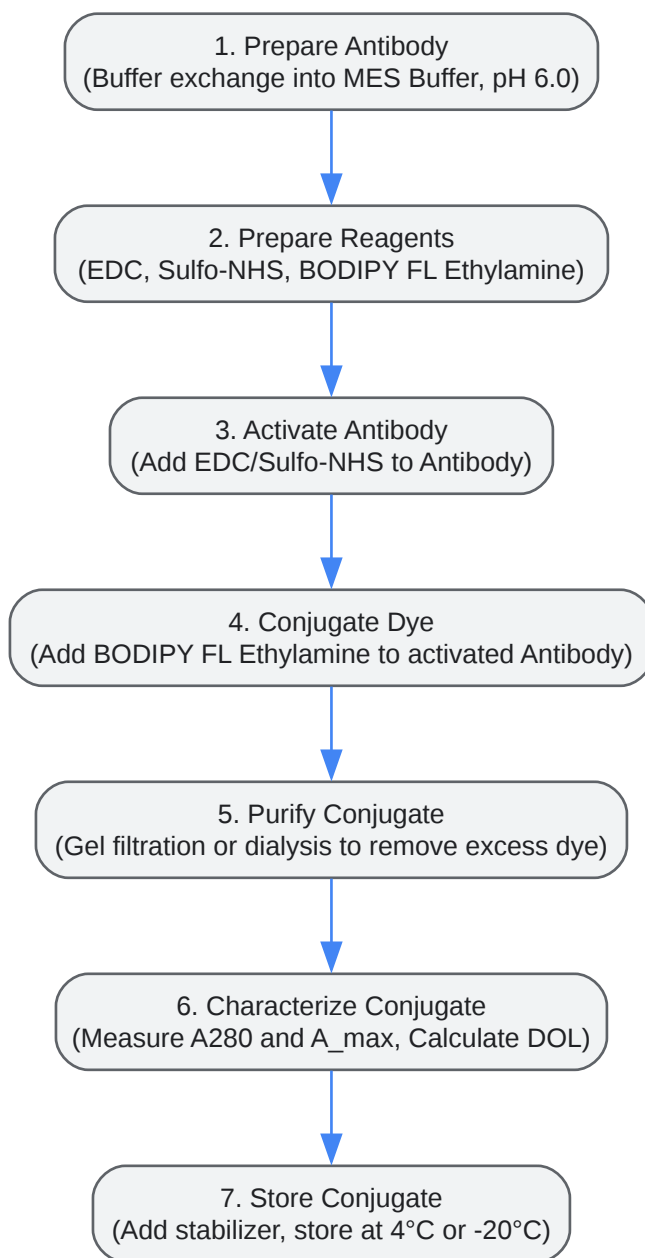 1. Prepare Antibody
(Buffer exchange into MES Buffer, pH 6.0)
2. Prepare Reagents
(EDC, Sulfo-NHS, BODIPY FL Ethylamine)
3. Activate Antibody
(Add EDC/Sulfo-NHS to Antibody)
4. Conjugate Dye
(Add BODIPY FL Ethylamine to activated Antibody)
5. Purify Conjugate
(Gel filtration or dialysis to remove excess dye)
6. Characterize Conjugate
(Measure A280 and A_max, Calculate DOL)
7. Store Conjugate
(Add stabilizer, store at 4°C or -20°C)